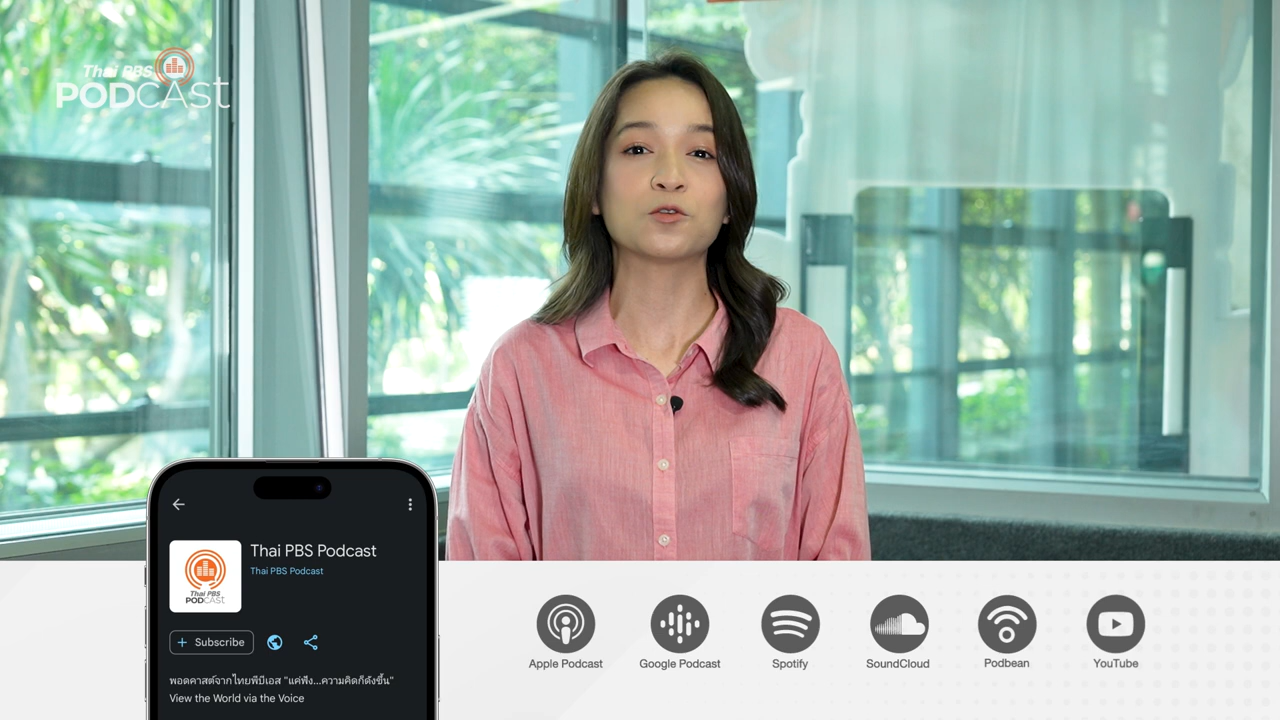 Thai PBS
PODCAST
Thai PBS Podcast
Thai PBS Podcast
Thai PBS
PODCAST
+ Subscribe
พอดคาสต์จากไทยพีบีเอส "แค่ฟัง...ความคิดก็ดังขึ้น"
View the World via the Voice
Apple Podcast
Google Podcast
Spotify
SoundCloud
Podbean
YouTube